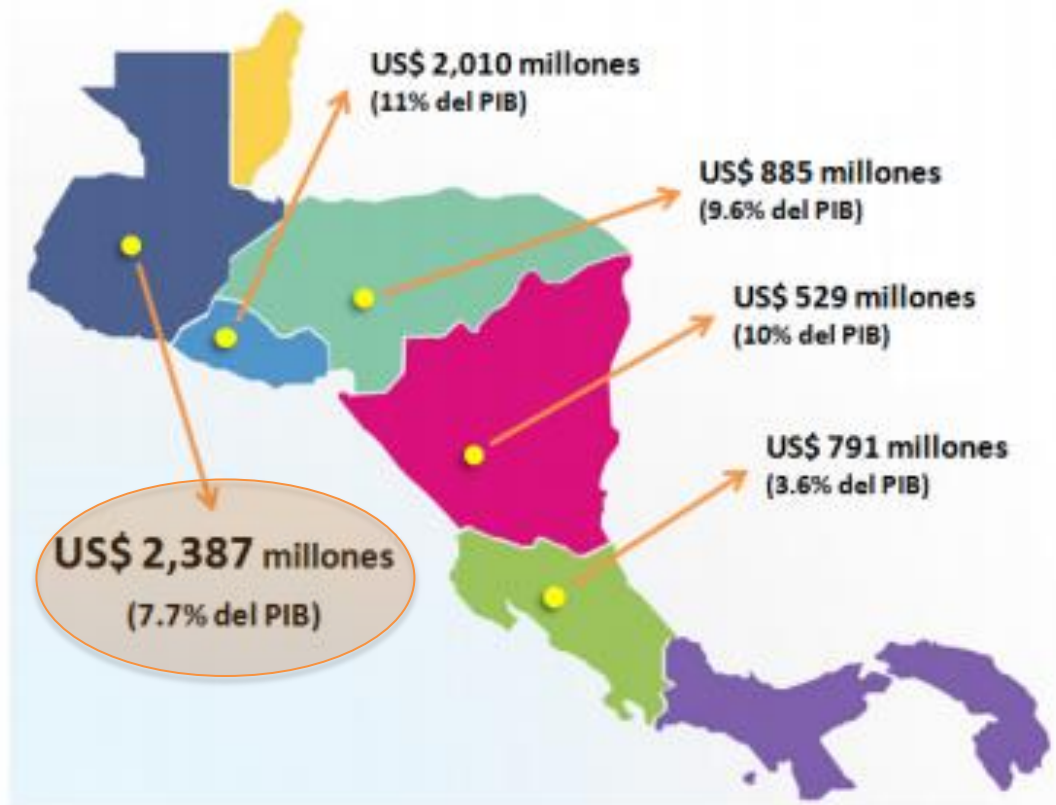 US$ 2,010 millones
(11% del PIB)
US$ 885 millones
(9.6% del PIB)
US$ 529 millones
(10% del PIB)
US$ 791 millones
(3.6% del PIB)
US$ 2,387 millones
(7.7% del PIB)